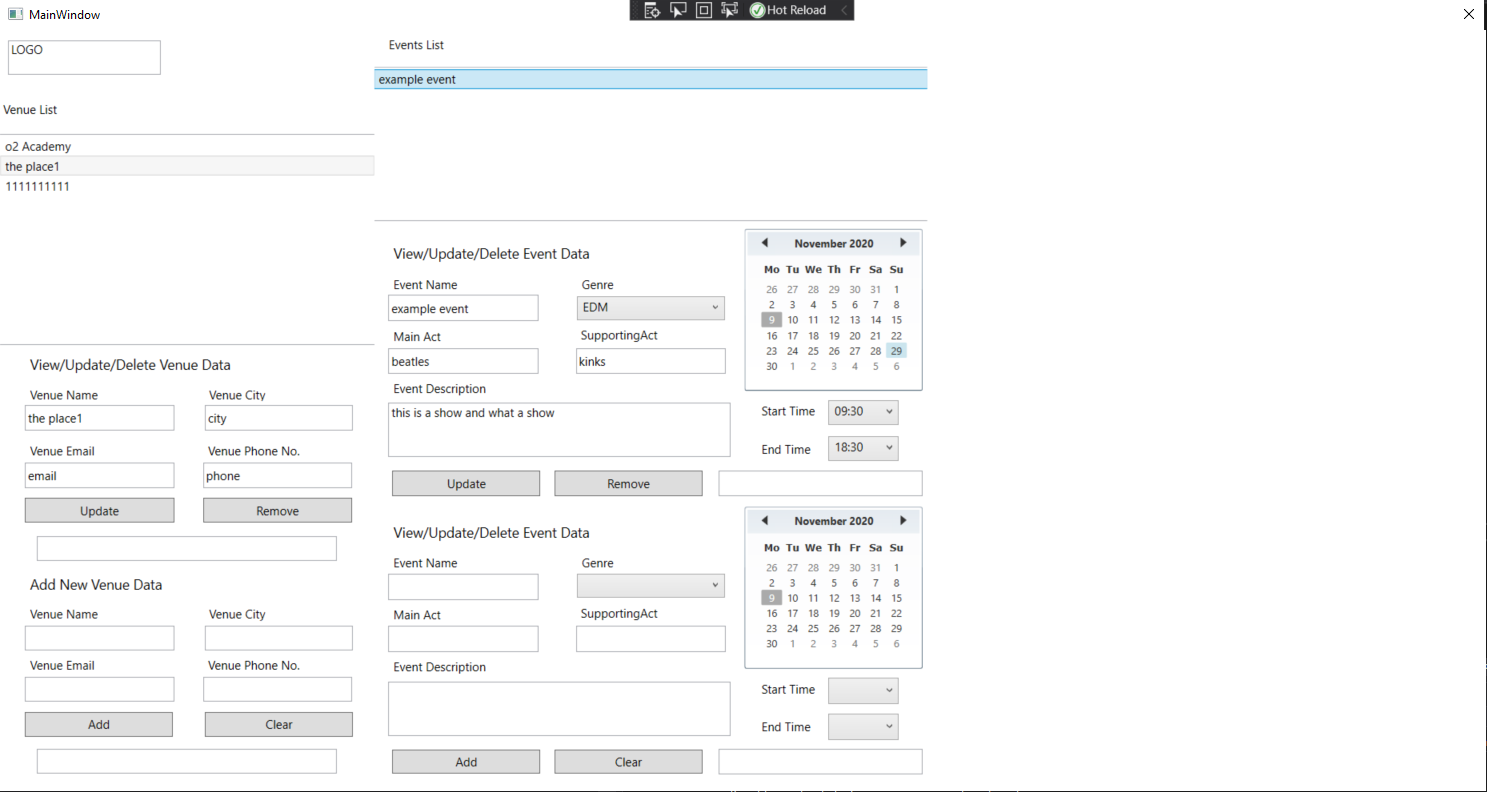 MainWindow
Hot Reload
LOGO
Venue List
o2 Academy
the place1
1111111111
View/Update/Delete Venue Data
Venue Name Venue City
the place1 city
Venue Email Venue Phone No.
email phone
Update Remove
Add New Venue Data
Venue Name Venue City
Venue Email Venue Phone No.
Add Clear
Events List
example event
View/Update/Delete Event Data
Event Name Genre
example event EDM
Main Act SupportingAct
beatles kinks
Event Description
this is a show and what a show
Update Remove
November 2020
Mo Tu We Th Fr Sa Su
26 27 28 29 30 31 1
2 3 4 5 6 7 8
9 10 11 12 13 14 15
16 17 18 19 20 21 22
23 24 25 26 27 28 29
30 1 2 3 4 5 6
Start Time 09:30
End Time 18:30
View/Update/Delete Event Data
Event Name Genre
Main Act SupportingAct
Event Description
Add Clear
November 2020
Mo Tu We Th Fr Sa Su
26 27 28 29 30 31 1
2 3 4 5 6 7 8
9 10 11 12 13 14 15
16 17 18 19 20 21 22
23 24 25 26 27 28 29
30 1 2 3 4 5 6
Start Time
End Time